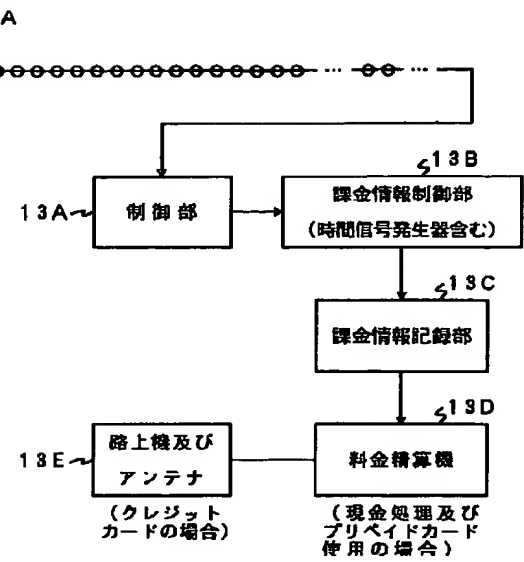 A
… …
13B
13A
制御部
課金情報制御部
(時間信号発生器含む)
13C
課金情報記録部
13D
13E
路上機及び
アンテナ
料金精算機
(クレジット
カードの場合)
(現金処理及び
プリペイドカード
使用の場合)